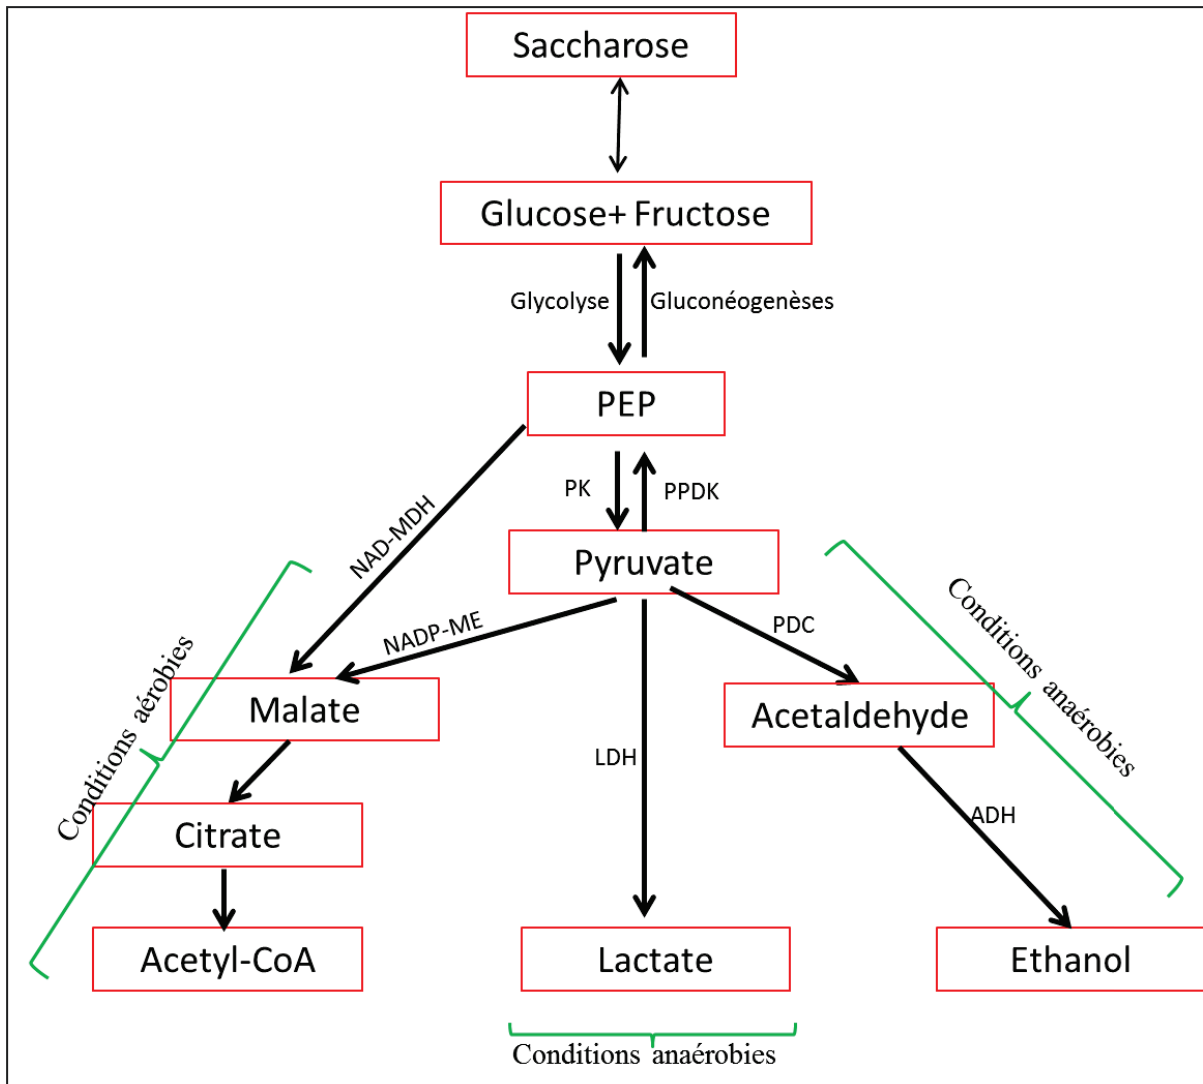 Saccharose
Glucose+ Fructose
Glycolyse
Gluconéogenèses
PEP
PK
PPDK
NAD-MDH
Pyruvate
NADP-ME
PDC
Conditions aérobies
Conditions anaérobies
Malate
Acetaldehyde
LDH
ADH
Citrate
Acetyl-CoA
Lactate
Ethanol
Conditions anaérobies